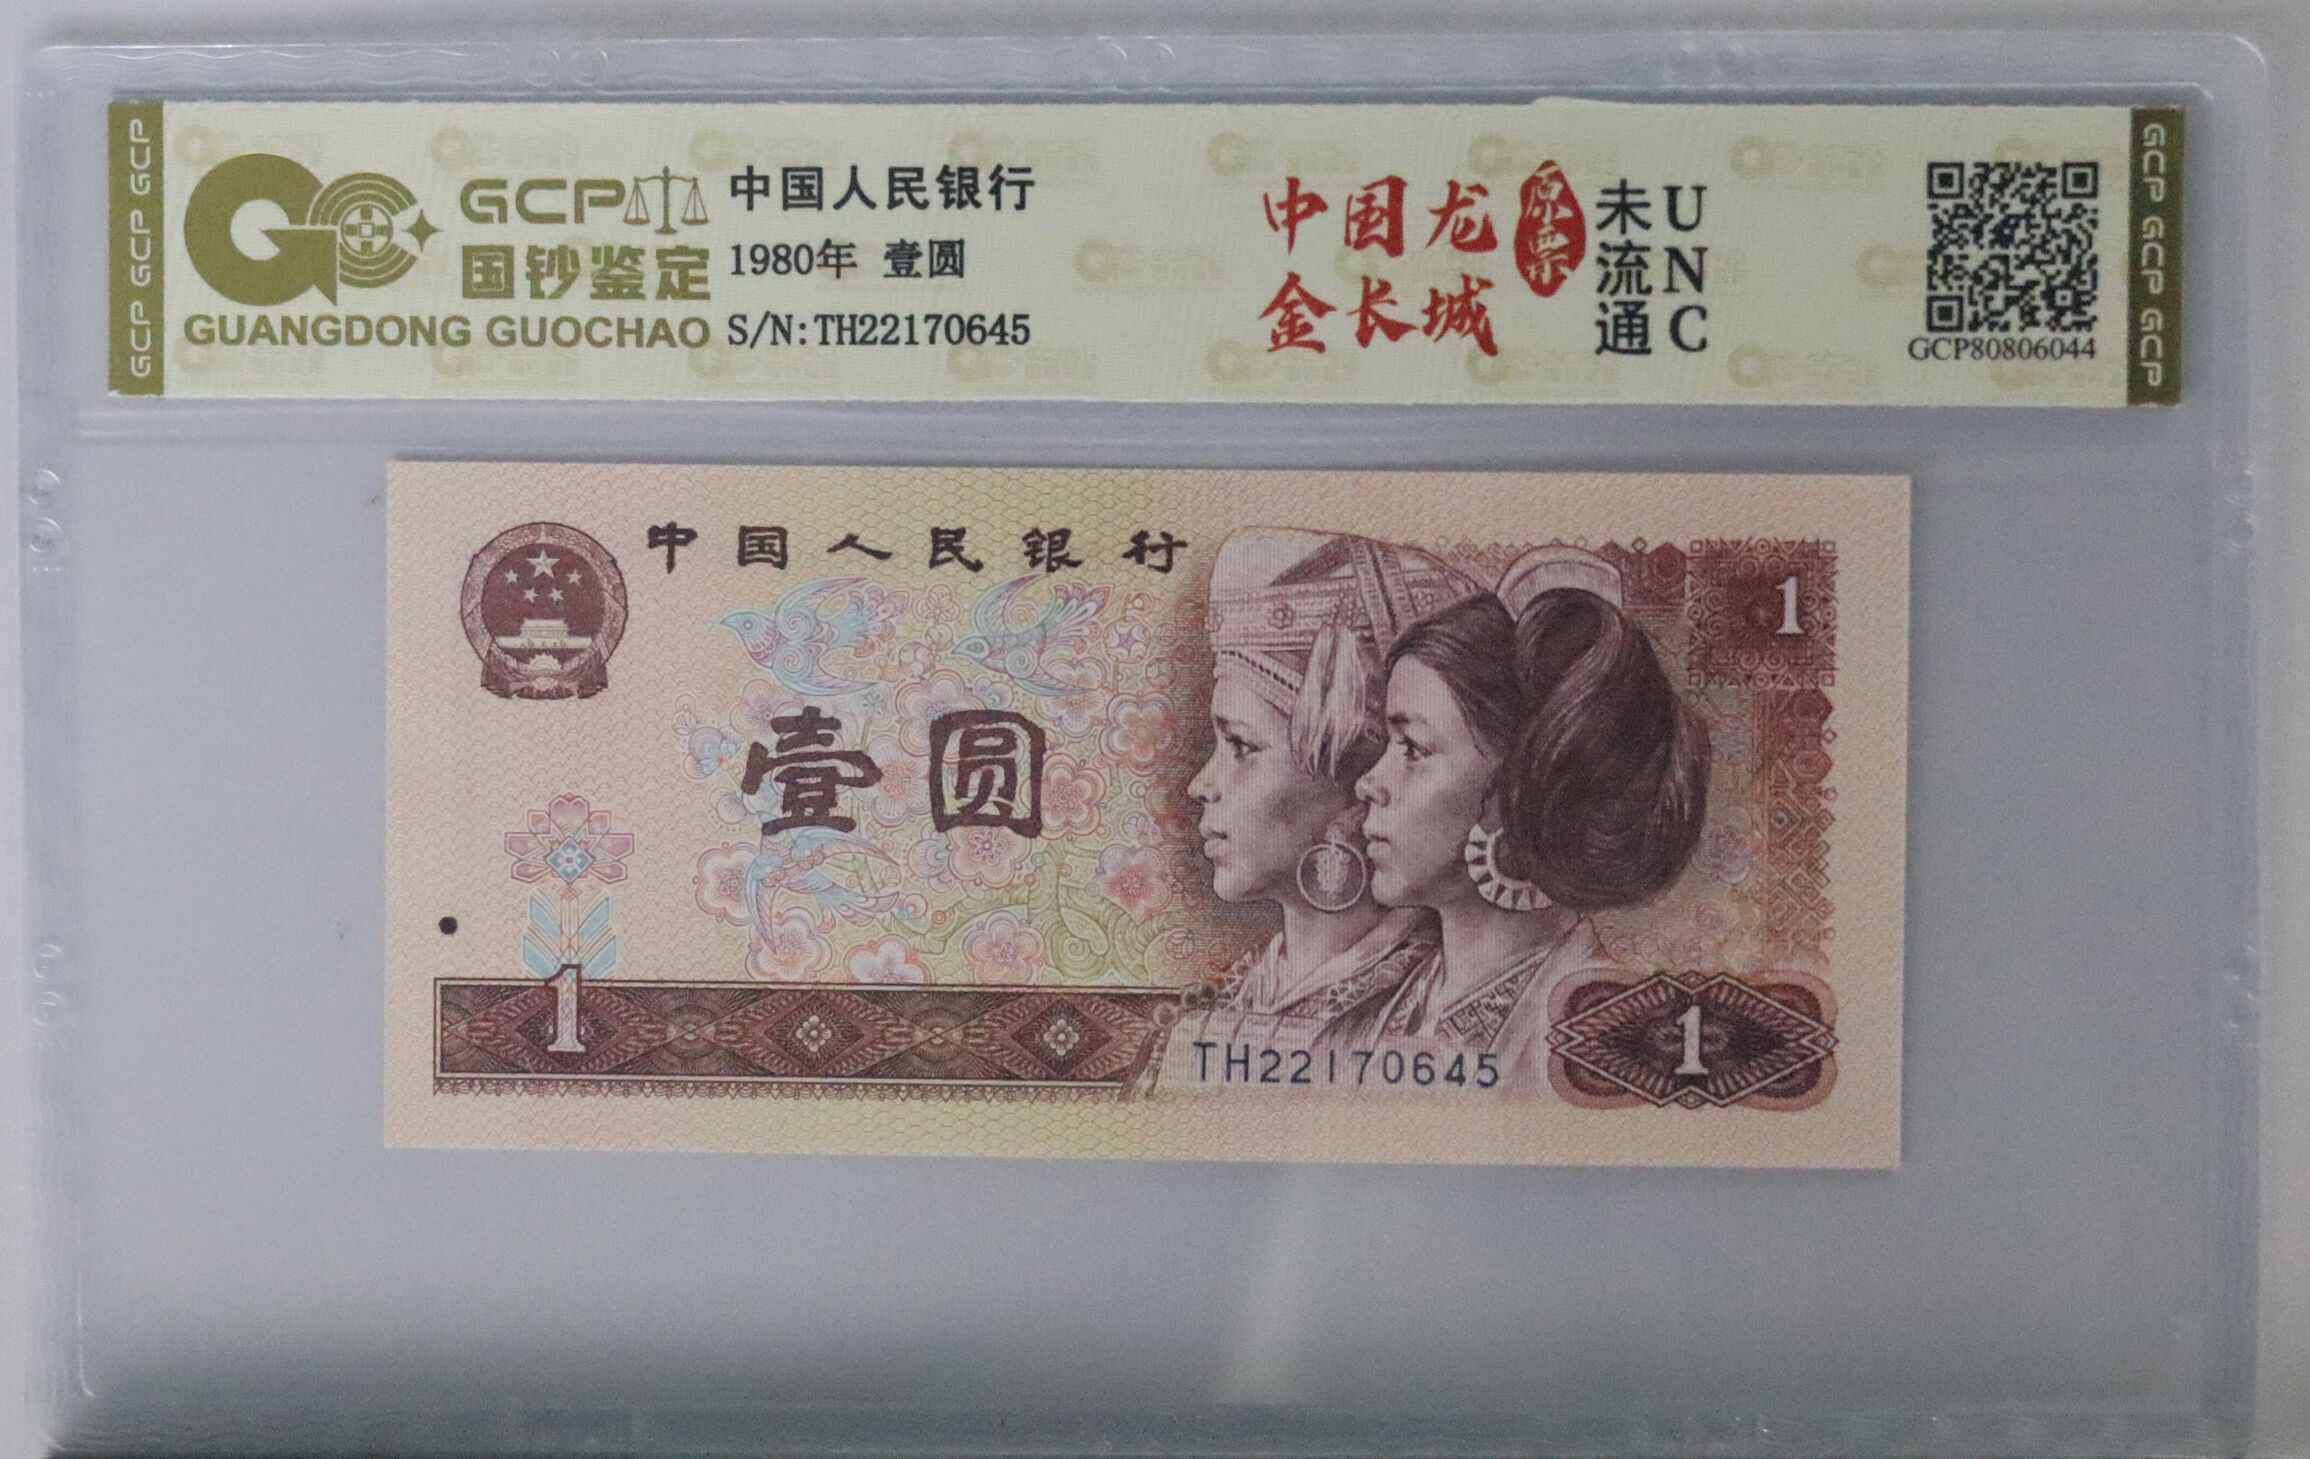 GCP GCP GCP
GCP
国钞鉴定
GUANGDONG GUOCHAO
中国人民银行
1980年 壹圆
S/N:TH22170645
中国龙
金长城
原票
未流通
UNC
GCP80806044
GCP GCP GCP
中国人民银行
壹圆
1
1
1
TH22170645